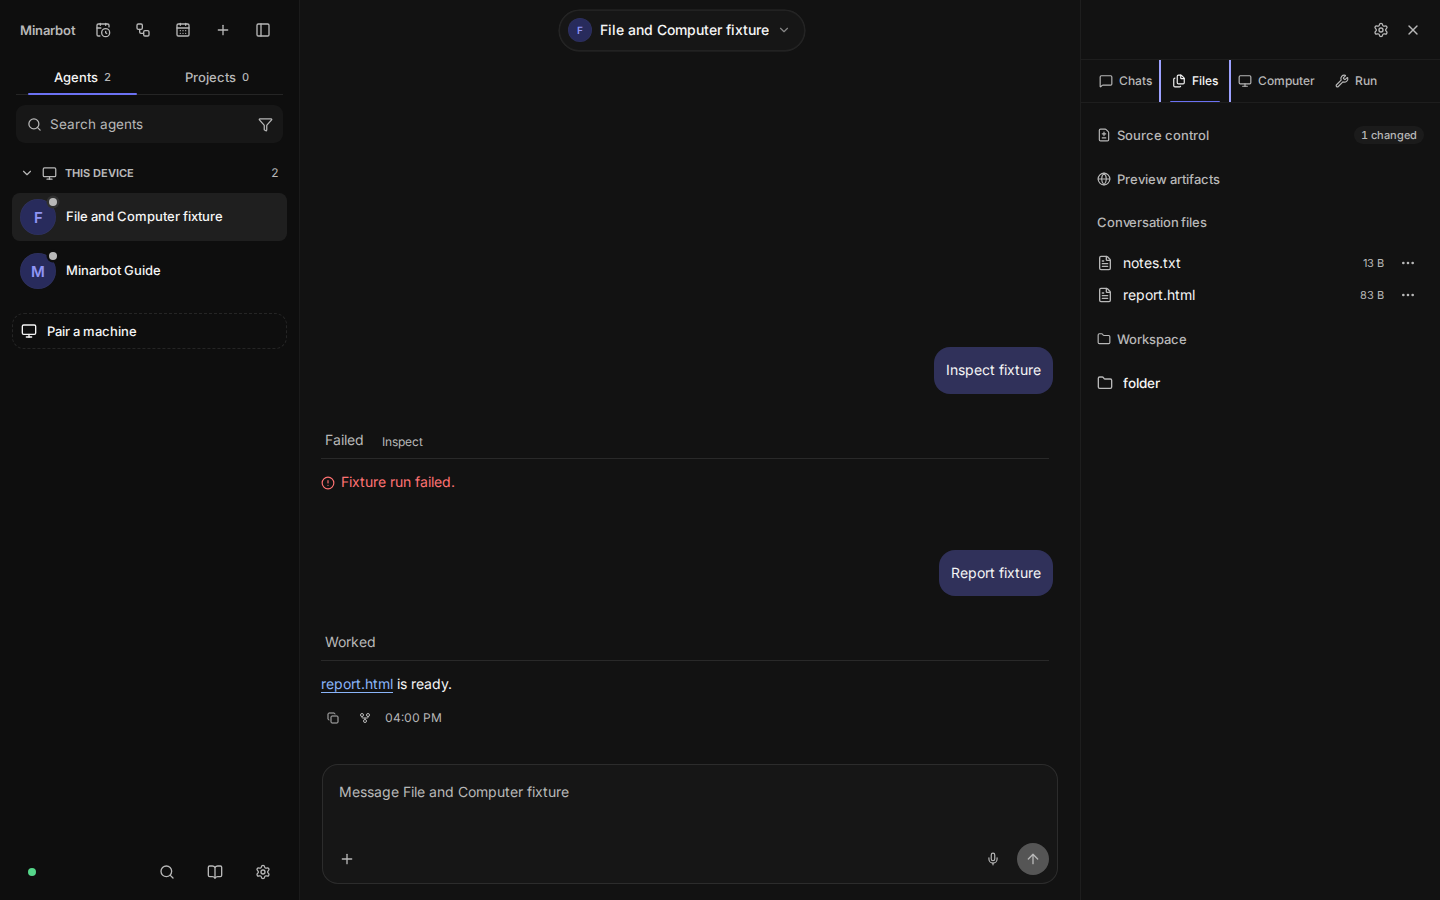 Minarbot
Agents 2
Projects 0
Search agents
THIS DEVICE 2
F File and Computer fixture
M Minarbot Guide
Pair a machine
F File and Computer fixture
Inspect fixture
Failed Inspect
Fixture run failed.
Report fixture
Worked
report.html is ready.
04:00 PM
Message File and Computer fixture
Chats Files Computer Run
Source control 1 changed
Preview artifacts
Conversation files
notes.txt 13 B
report.html 83 B
Workspace
folder